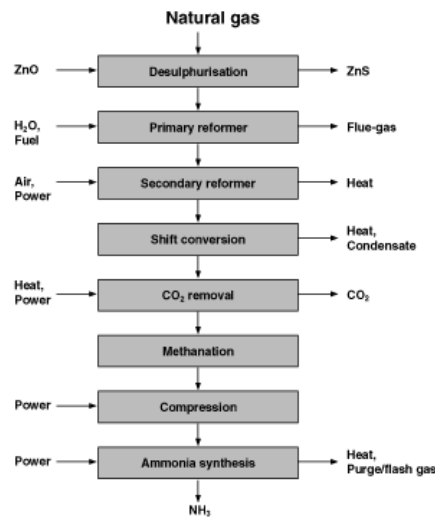 Natural gas
ZnO
Desulphurisation
ZnS
H₂O,
Fuel
Primary reformer
Flue-gas
Air,
Power
Secondary reformer
Heat
Shift conversion
Heat,
Condensate
Heat,
Power
CO₂ removal
CO₂
Methanation
Power
Compression
Power
Ammonia synthesis
Heat,
Purge/flash gas
NH₃